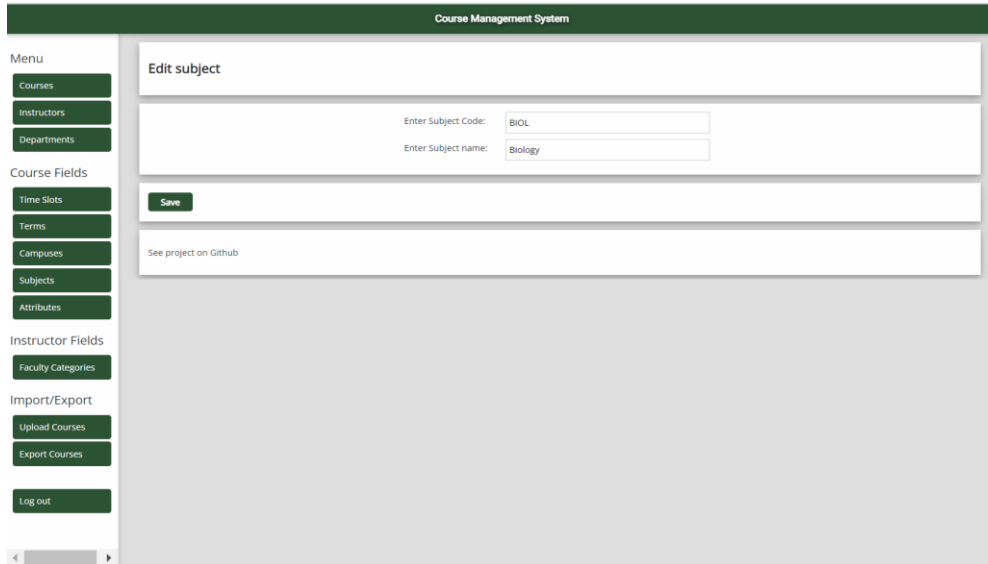 Course Management System
Menu
Courses
Instructors
Departments
Course Fields
Time Slots
Terms
Campuses
Subjects
Attributes
Instructor Fields
Faculty Categories
Import/Export
Upload Courses
Export Courses
Log out
Edit subject
Enter Subject Code: BIOL
Enter Subject name: Biology
Save
See project on Github